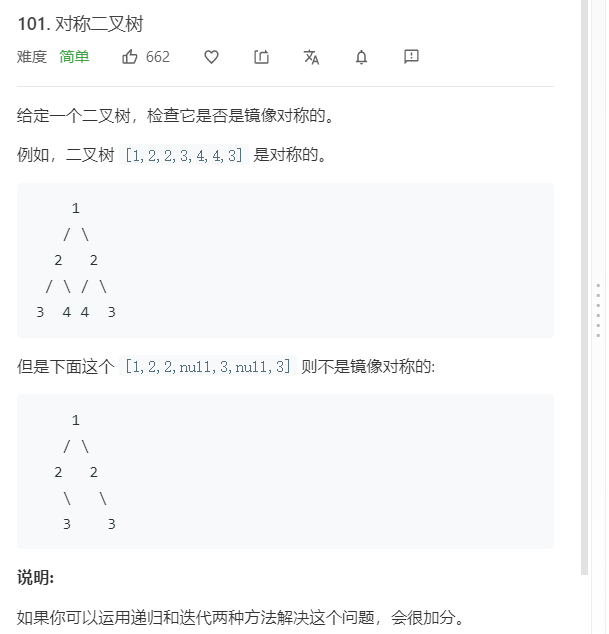 101. 对称二叉树
难度 简单 662
给定一个二叉树，检查它是否是镜像对称的。
例如，二叉树 [1,2,2,3,4,4,3] 是对称的。
    1
   / \
  2   2
 / \ / \
3  4 4  3
但是下面这个 [1,2,2,null,3,null,3] 则不是镜像对称的:
    1
   / \
  2   2
   \   \
   3    3
说明:
如果你可以运用递归和迭代两种方法解决这个问题，会很加分。